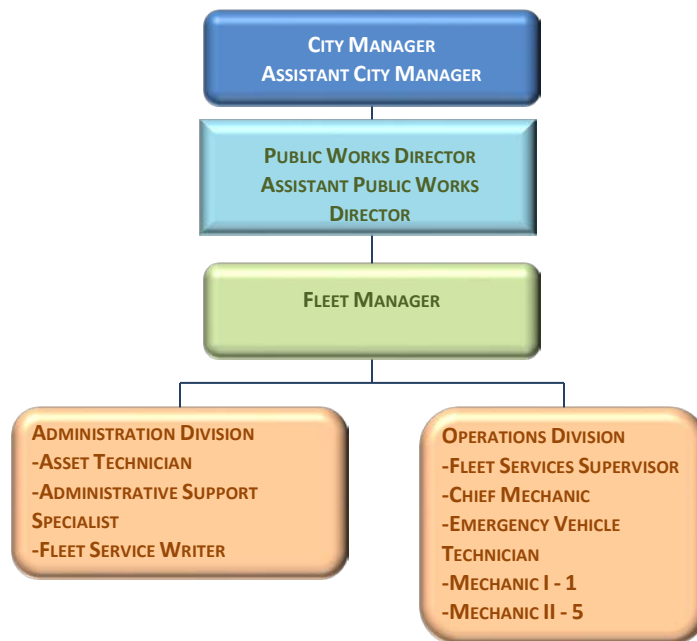 City Manager
Assistant City Manager
Public Works Director
Assistant Public Works
Director
Fleet Manager
Administration Division
-Asset Technician
-Administrative Support
Specialist
-Fleet Service Writer
Operations Division
-Fleet Services Supervisor
-Chief Mechanic
-Emergency Vehicle
Technician
-Mechanic I - 1
-Mechanic II - 5